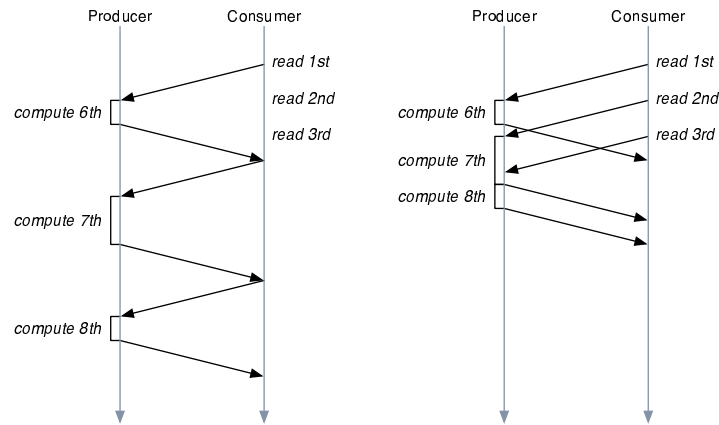 Producer
Consumer
read 1st
read 2nd
read 3rd
compute 6th
compute 7th
compute 8th
Producer
Consumer
read 1st
read 2nd
read 3rd
compute 6th
compute 7th
compute 8th